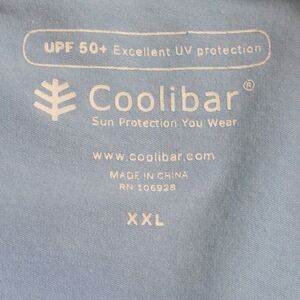 UPF 50+ Excellent UV protection
Coolibar®
Sun Protection You Wear
www.coolibar.com
MADE IN CHINA
RN 106928
XXL